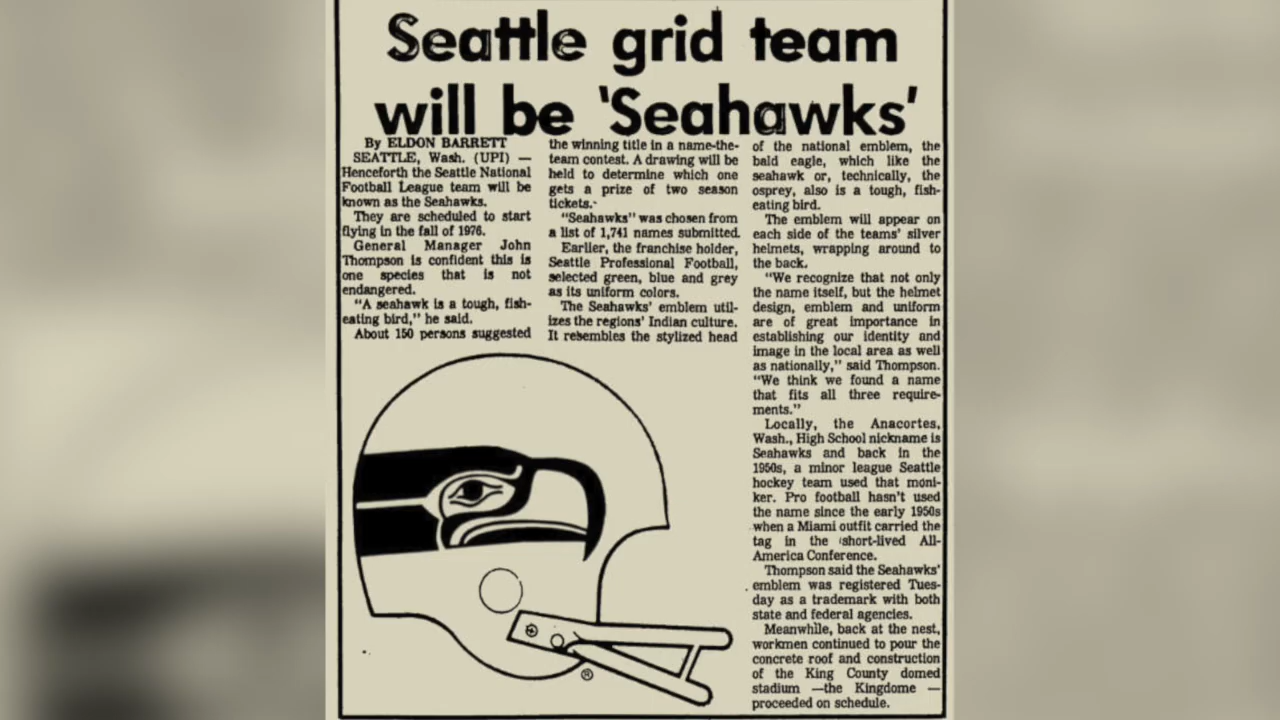 Seattle grid team
will be 'Seahawks'
By ELDON BARRETT
SEATTLE, Wash. (UPI) —
Henceforth the Seattle National
Football League team will be
known as the Seahawks.
They are scheduled to start
flying in the fall of 1976.
General Manager John
Thompson is confident this is
one species that is not
endangered.
"A seahawk is a tough, fish-
eating bird," he said.
About 150 persons suggested
the winning title in a name-the-
team contest. A drawing will be
held to determine which one
gets a prize of two season
tickets.
"Seahawks" was chosen from
a list of 1,741 names submitted.
Earlier, the franchise holder,
Seattle Professional Football,
selected green, blue and grey
as its uniform colors.
The Seahawks' emblem util-
izes the regions' Indian culture.
It resembles the stylized head
of the national emblem, the
bald eagle, which like the
seahawk or, technically, the
osprey, also is a tough, fish-
eating bird.
The emblem will appear on
each side of the teams' silver
helmets, wrapping around to
the back.
"We recognize that not only
the name itself, but the helmet
design, emblem and uniform
are of great importance in
establishing our identity and
image in the local area as well
as nationally," said Thompson.
"We think we found a name
that fits all three require-
ments."
Locally, the Anacortes,
Wash., High School nickname is
Seahawks and back in the
1950s, a minor league Seattle
hockey team used that moni-
ker. Pro football hasn't used
the name since the early 1950s
when a Miami outfit carried the
tag in the short-lived All-
America Conference.
Thompson said the Seahawks'
emblem was registered Tues-
day as a trademark with both
state and federal agencies.
Meanwhile, back at the nest,
workmen continued to pour the
concrete roof and construction
of the King County domed
stadium —the Kingdome —
proceeded on schedule.
®